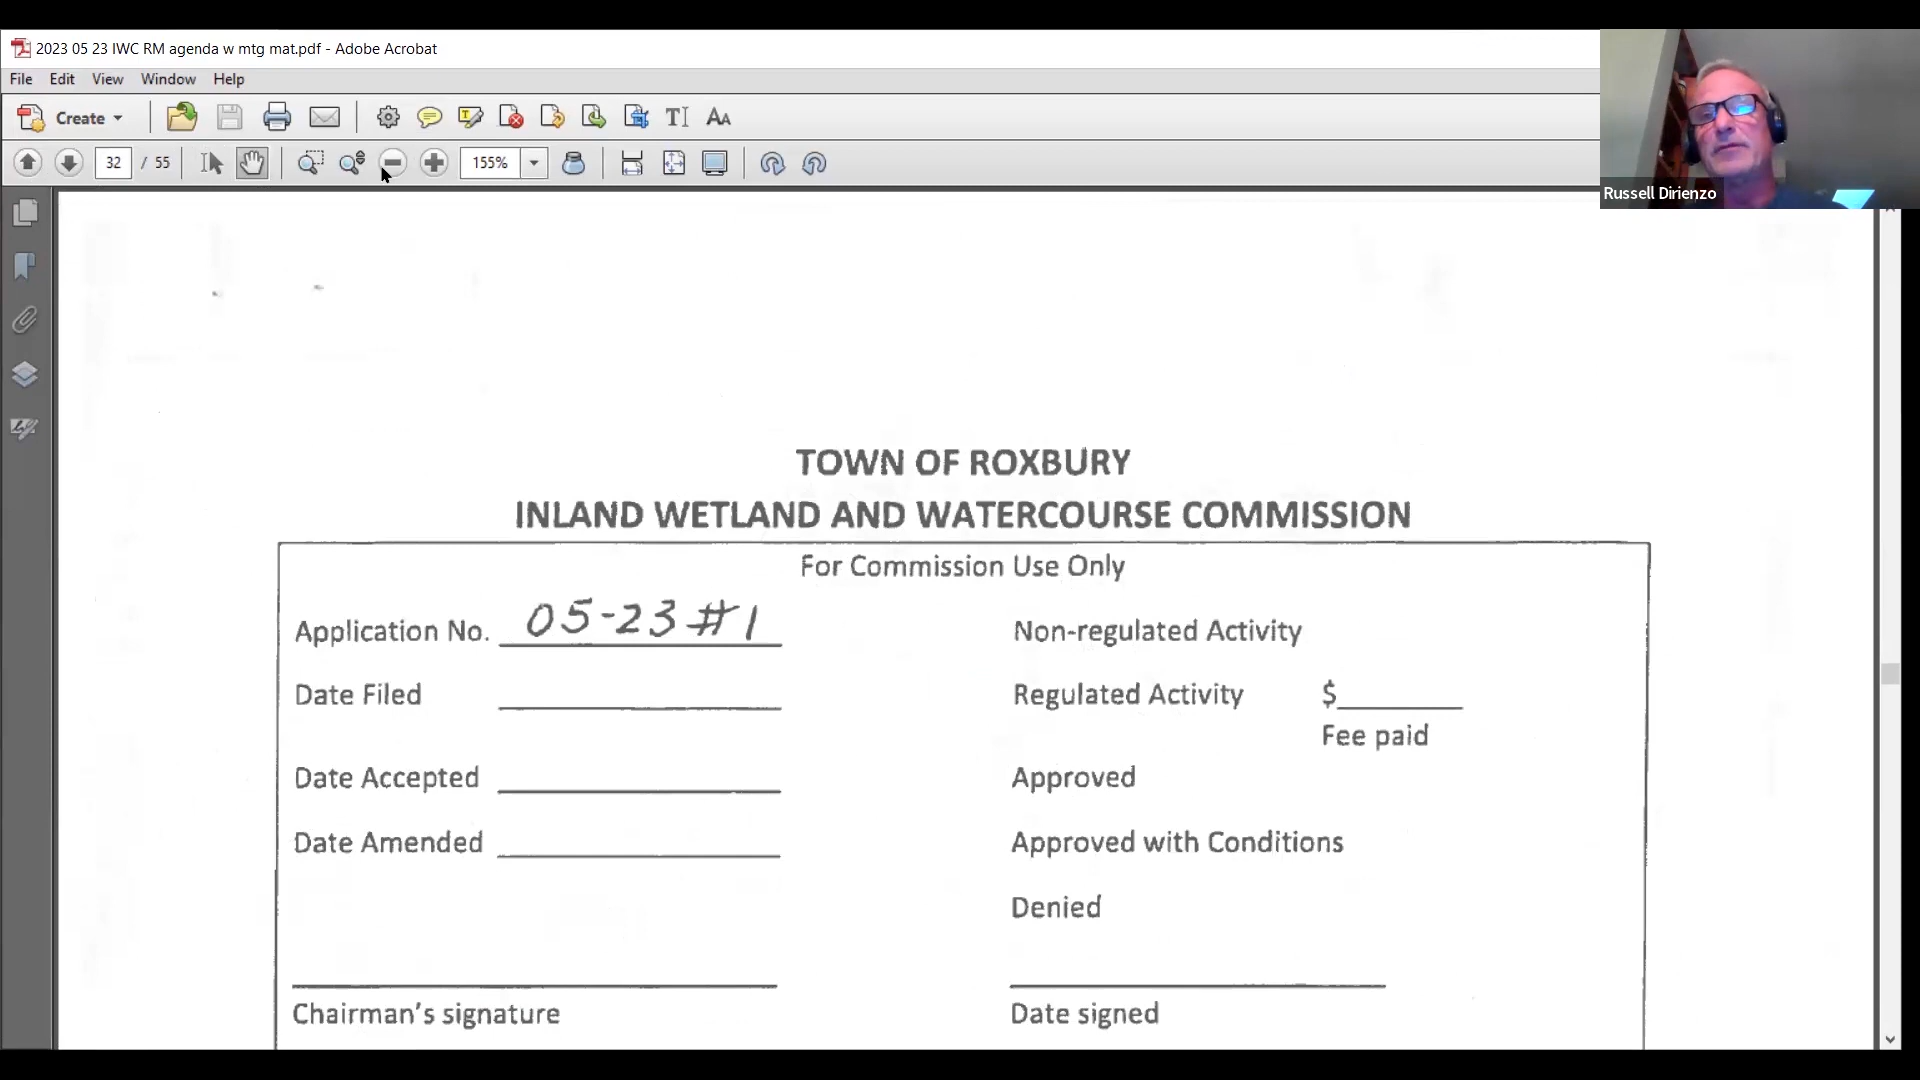 2023 05 23 IWC RM agenda w mtg mat.pdf - Adobe Acrobat
File Edit View Window Help
Create
32 / 55
155%
Russell Dirienzo
TOWN OF ROXBURY
INLAND WETLAND AND WATERCOURSE COMMISSION
For Commission Use Only
Application No. 05-23 #1 Non-regulated Activity
Date Filed Regulated Activity $
Fee paid
Date Accepted Approved
Date Amended Approved with Conditions
Denied
Chairman's signature Date signed